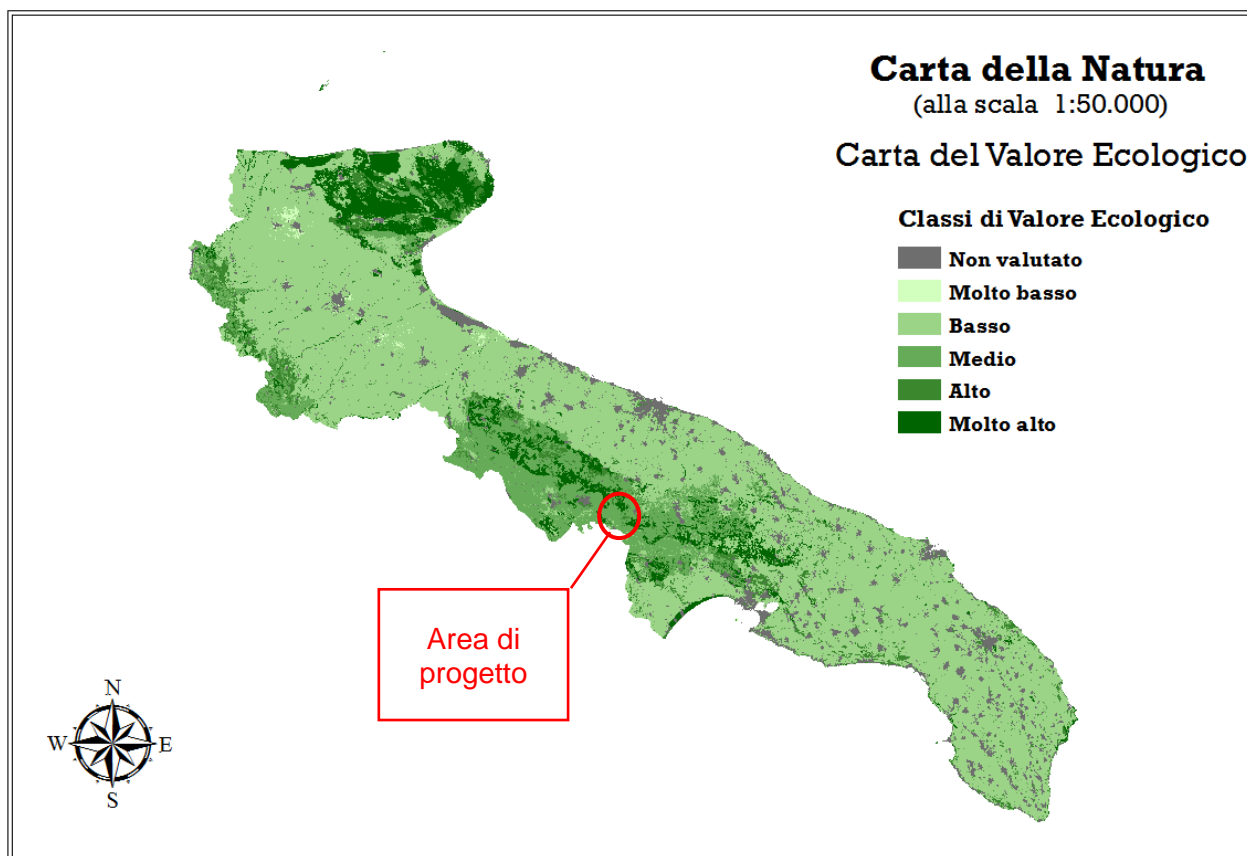 Carta della Natura
(alla scala 1:50.000)
Carta del Valore Ecologico
Classi di Valore Ecologico
Non valutato
Molto basso
Basso
Medio
Alto
Molto alto
Area di
progetto
N
W
E
S